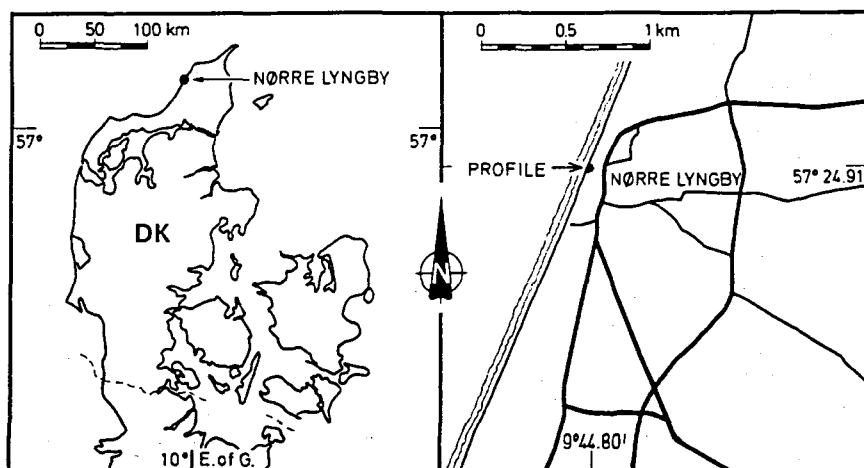 0 50 100 km
NØRRE LYNGBY
57°
DK
10° E. of G.
N
0 0.5 1 km
PROFILE
NØRRE LYNGBY
57° 24.91
9° 44.80'